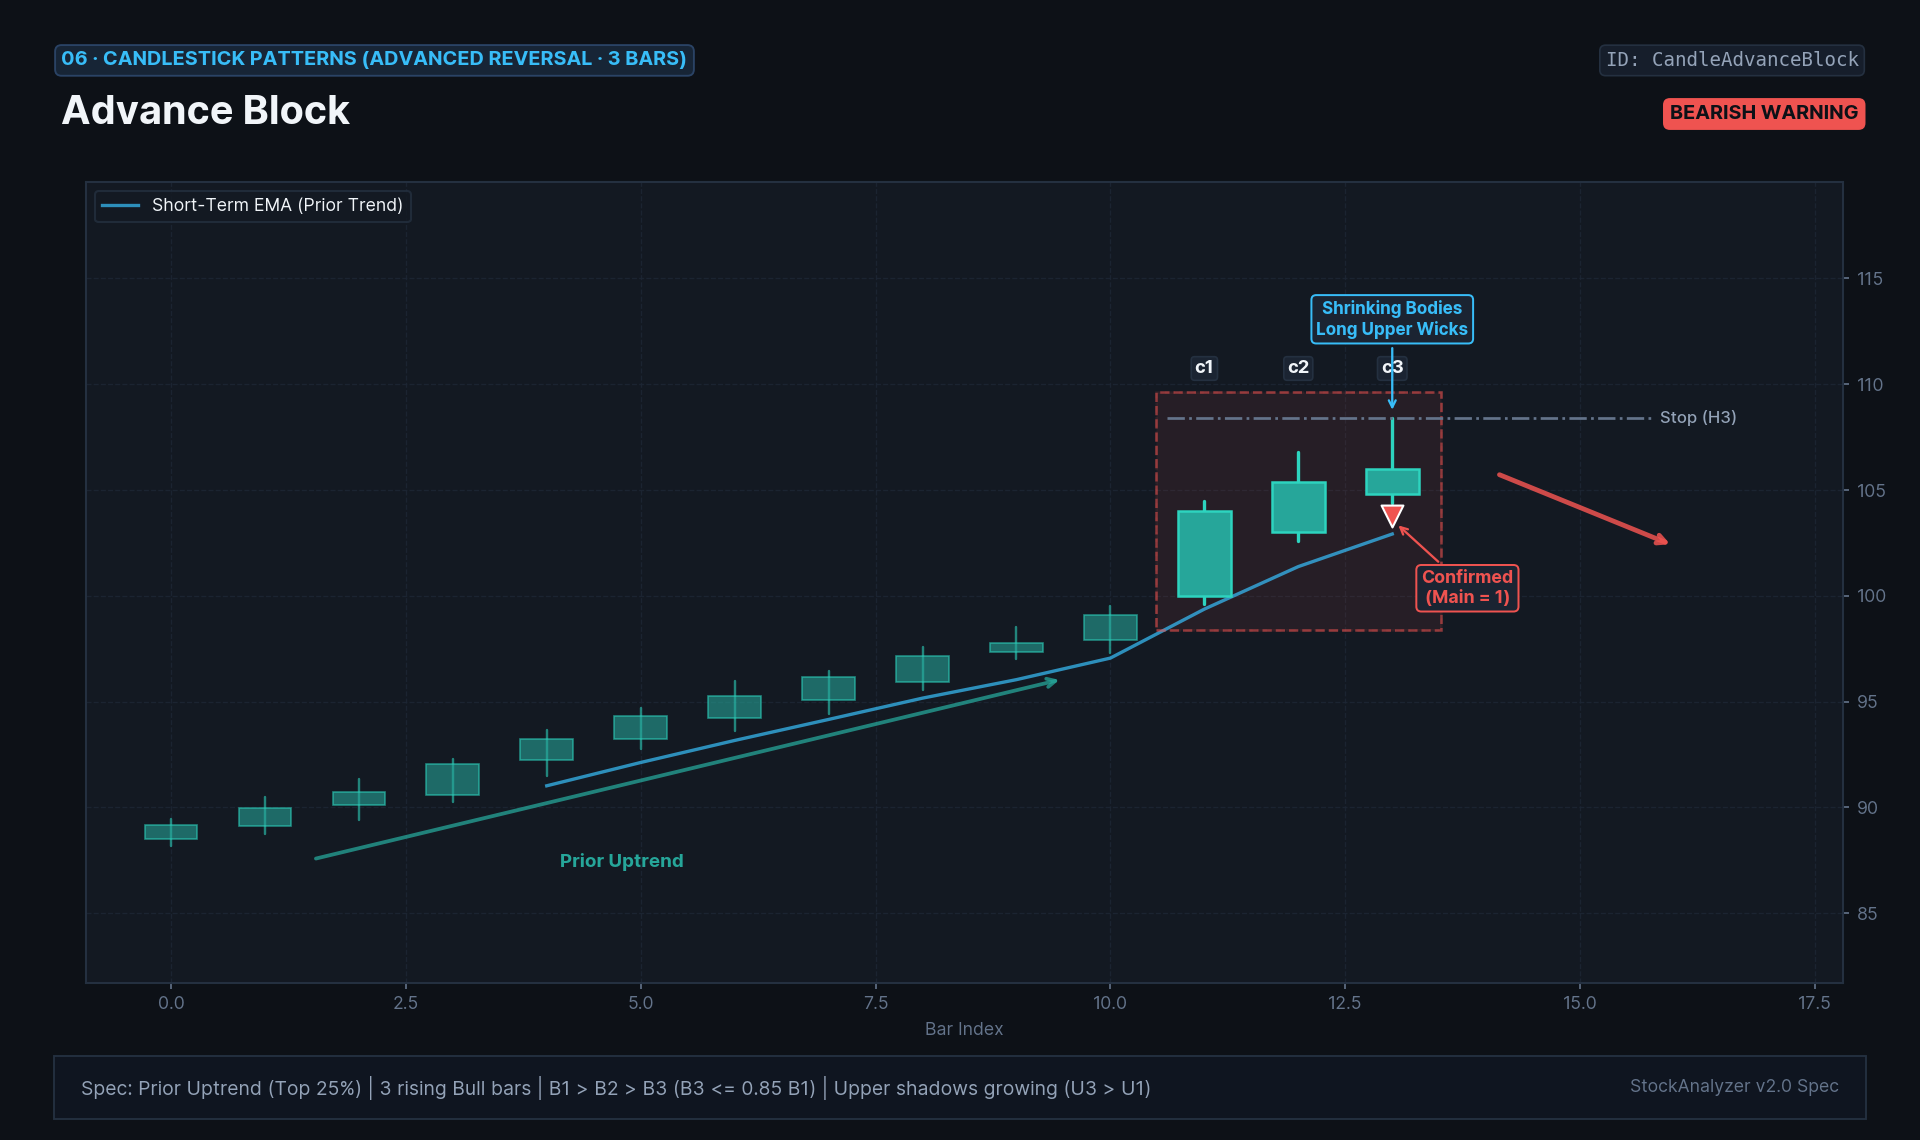 06 · CANDLESTICK PATTERNS (ADVANCED REVERSAL · 3 BARS)
ID: CandleAdvanceBlock
Advance Block
BEARISH WARNING
Short-Term EMA (Prior Trend)
Shrinking Bodies
Long Upper Wicks
c1
c2
c3
Stop (H3)
Confirmed
(Main = 1)
Prior Uptrend
115
110
105
100
95
90
85
0.0
2.5
5.0
7.5
10.0
12.5
15.0
17.5
Bar Index
Spec: Prior Uptrend (Top 25%) | 3 rising Bull bars | B1 > B2 > B3 (B3 <= 0.85 B1) | Upper shadows growing (U3 > U1)
StockAnalyzer v2.0 Spec